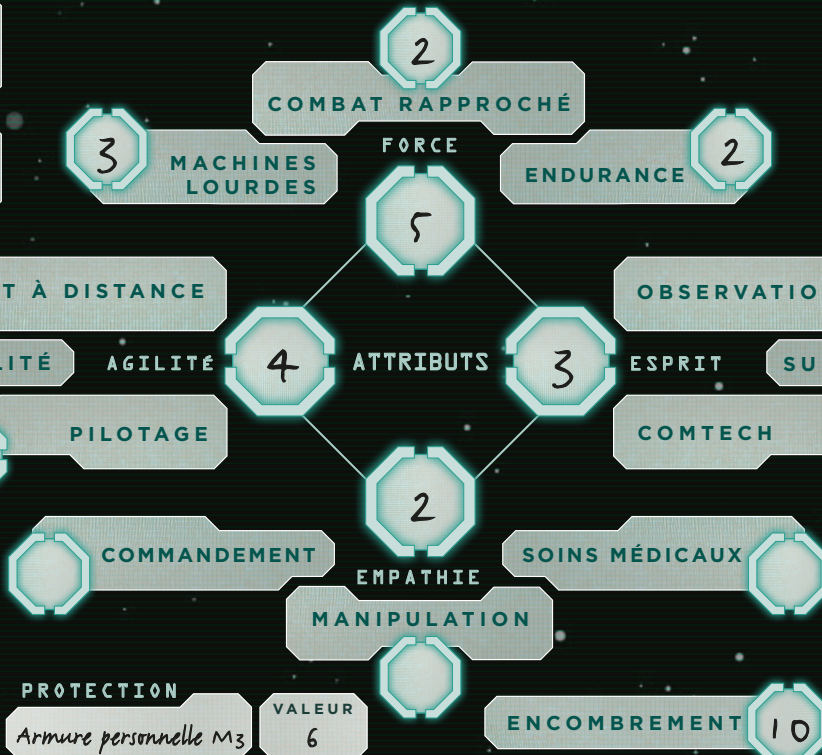 2
COMBAT RAPPROCHÉ
3
MACHINES
LOURDES
FORCE
ENDURANCE
2
5
T À DISTANCE
OBSERVATIO
LITÉ
AGILITÉ
4
ATTRIBUTS
3
ESPRIT
SU
PILOTAGE
COMTECH
2
COMMANDEMENT
SOINS MÉDICAUX
EMPATHIE
MANIPULATION
PROTECTION
Armure personnelle M3
VALEUR
6
ENCOMBREMENT
10